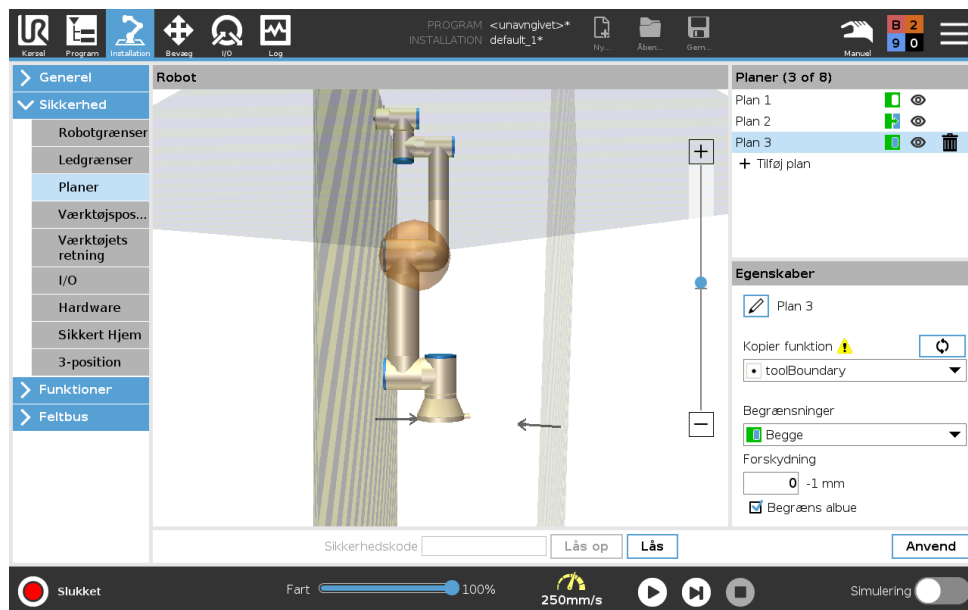 PROGRAM <unavngivet>*
INSTALLATION default_1*
Kørsel
Program
Installation
Bevæg
I/O
Log
Ny...
Åben...
Gem...
Manuel
B 2
9 0
Generel
Sikkerhed
Robotgrænser
Ledgrænser
Planer
Værktøjspos...
Værktøjets
retning
I/O
Hardware
Sikkert Hjem
3-position
Funktioner
Feltbus
Robot
Planer (3 of 8)
Plan 1
Plan 2
Plan 3
+ Tilføj plan
Egenskaber
Plan 3
Kopier funktion
toolBoundary
Begrænsninger
Begge
Forskydning
0 -1 mm
Begræns albue
Sikkerhedskode
Lås op
Lås
Anvend
Slukket
Fart
100%
250mm/s
Simulering